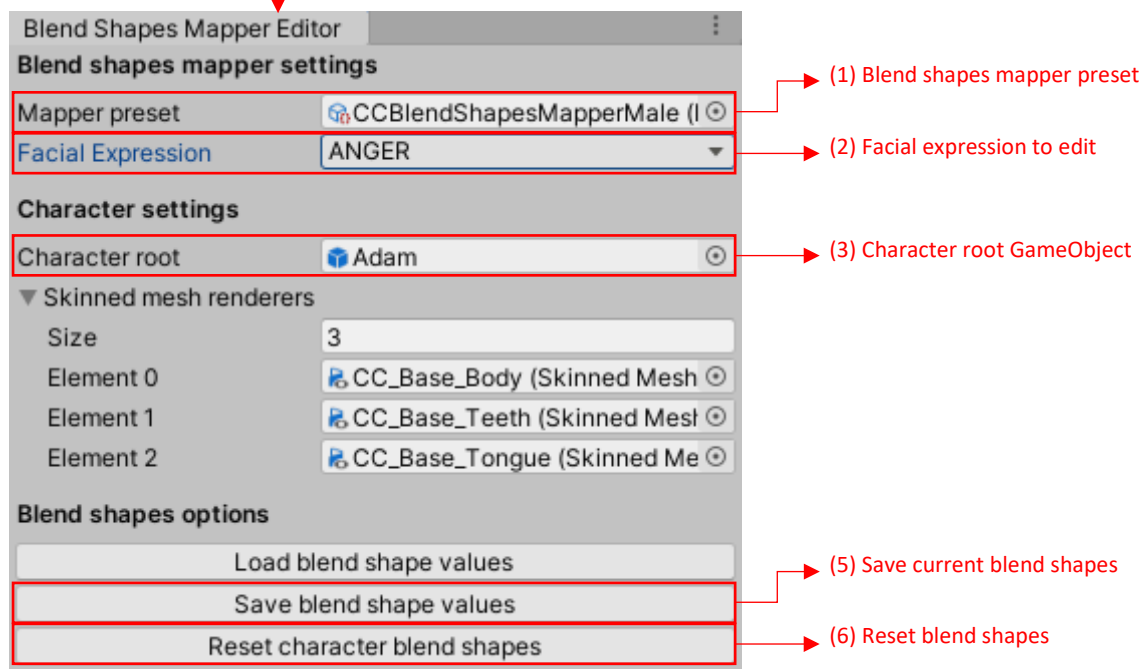 Blend Shapes Mapper Editor
Blend shapes mapper settings
(1) Blend shapes mapper preset
Mapper preset CCBlendShapesMapperMale (
Facial Expression ANGER
(2) Facial expression to edit
Character settings
Character root Adam
(3) Character root GameObject
Skinned mesh renderers
Size 3
Element 0 CC_Base_Body (Skinned Mesh
Element 1 CC_Base_Teeth (Skinned Mesh
Element 2 CC_Base_Tongue (Skinned Me
Blend shapes options
Load blend shape values
(5) Save current blend shapes
Save blend shape values
(6) Reset blend shapes
Reset character blend shapes